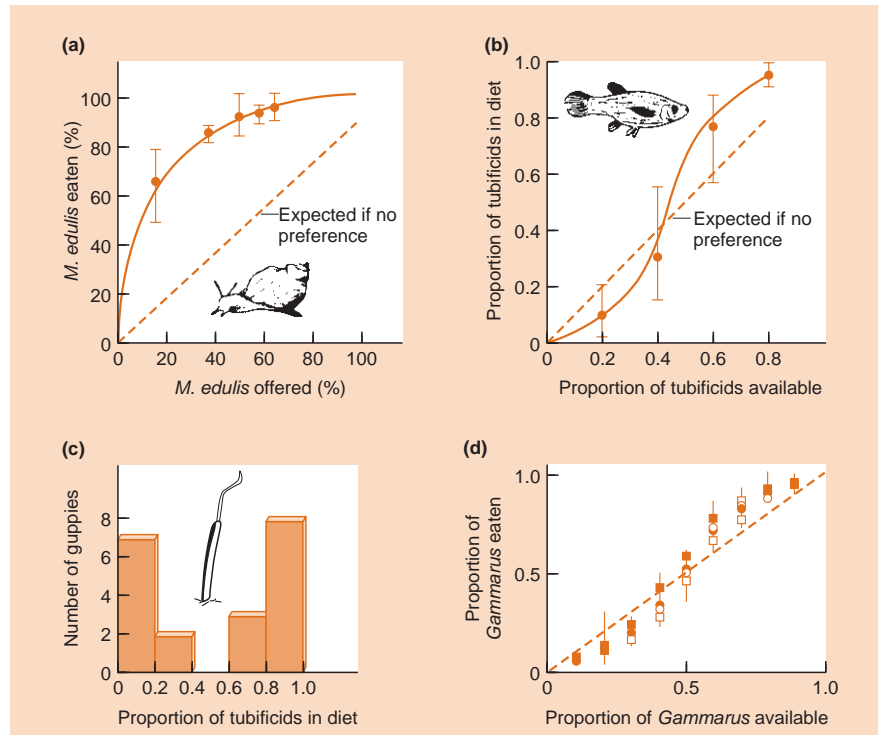 (a)
M. edulis eaten (%)
100
80
60
40
20
0
Expected if no
preference
0 20 40 60 80 100
M. edulis offered (%)
(b)
Proportion of tubificids in diet
1.0
0.8
0.6
0.4
0.2
0
Expected if no
preference
0 0.2 0.4 0.6 0.8
Proportion of tubificids available
(c)
Number of guppies
8
6
4
2
0
0 0.2 0.4 0.6 0.8 1.0
Proportion of tubificids in diet
(d)
Proportion of
Gammarus eaten
1.0
0.5
0
0 0.5 1.0
Proportion of Gammarus available